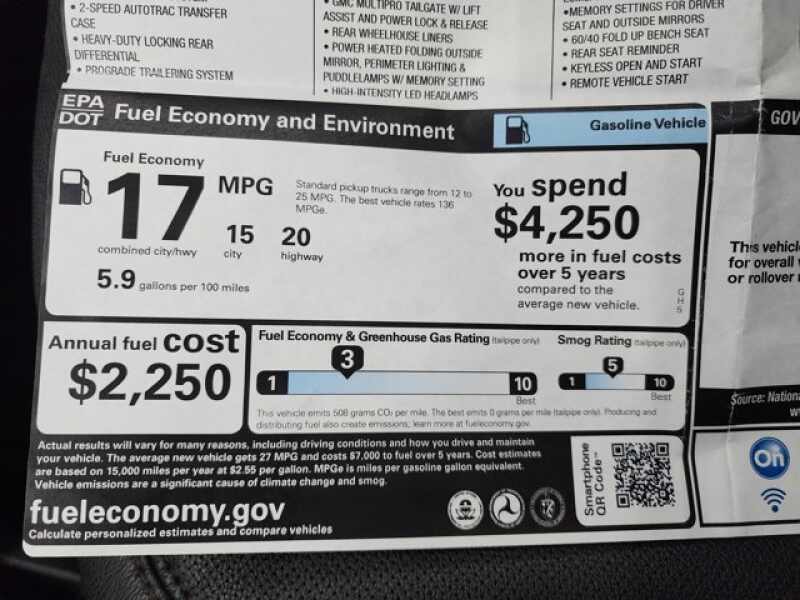 • 2-SPEED AUTOTRAC TRANSFER
CASE
• HEAVY-DUTY LOCKING REAR
DIFFERENTIAL
• PROGRADE TRAILERING SYSTEM
• GMC MULTIPRO TAILGATE W/ LIFT
ASSIST AND POWER LOCK & RELEASE
• REAR WHEELHOUSE LINERS
• POWER HEATED FOLDING OUTSIDE
MIRROR, PERIMETER LIGHTING &
PUDDLELAMPS W/ MEMORY SETTING
• HIGH-INTENSITY LED HEADLAMPS
• MEMORY SETTINGS FOR DRIVER
SEAT AND OUTSIDE MIRRORS
• 60/40 FOLD UP BENCH SEAT
• REAR SEAT REMINDER
• KEYLESS OPEN AND START
• REMOTE VEHICLE START
EPA
DOT
Fuel Economy and Environment
Gasoline Vehicle
Fuel Economy
17 MPG
combined city/hwy
15
city
20
highway
5.9 gallons per 100 miles
Standard pickup trucks range from 12 to
25 MPG. The best vehicle rates 136
MPGe.
You spend
$4,250
more in fuel costs
over 5 years
compared to the
average new vehicle.
G
H
5
Annual fuel cost
$2,250
Fuel Economy & Greenhouse Gas Rating (tailpipe only)
3
1
10
Best
Smog Rating (tailpipe only)
5
1
10
Best
This vehicle emits 508 grams CO₂ per mile. The best emits 0 grams per mile (tailpipe only). Producing and
distributing fuel also create emissions; learn more at fueleconomy.gov.
Actual results will vary for many reasons, including driving conditions and how you drive and maintain
your vehicle. The average new vehicle gets 27 MPG and costs $7,000 to fuel over 5 years. Cost estimates
are based on 15,000 miles per year at $2.55 per gallon. MPGe is miles per gasoline gallon equivalent.
Vehicle emissions are a significant cause of climate change and smog.
fueleconomy.gov
Calculate personalized estimates and compare vehicles
Smartphone
QR Code™
GOV
This vehicl
for overall
or rollover
Source: Nation
ww
On